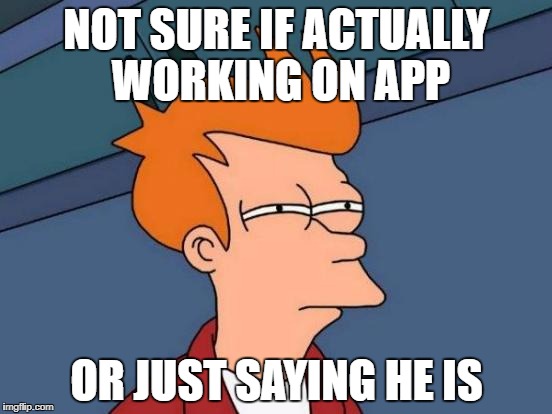 NOT SURE IF ACTUALLY
WORKING ON APP
OR JUST SAYING HE IS
imgflip.com